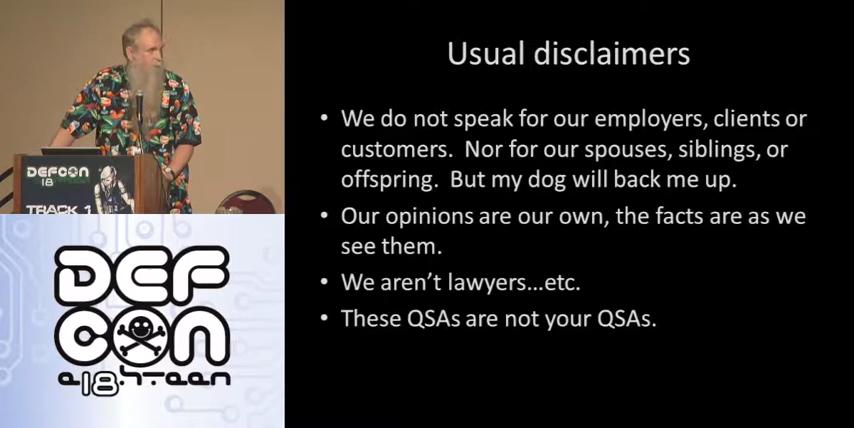 DEFCON
18
TRACK 1
DEF
CON
18
Usual disclaimers
• We do not speak for our employers, clients or
customers. Nor for our spouses, siblings, or
offspring. But my dog will back me up.
• Our opinions are our own, the facts are as we
see them.
• We aren’t lawyers…etc.
• These QSAs are not your QSAs.